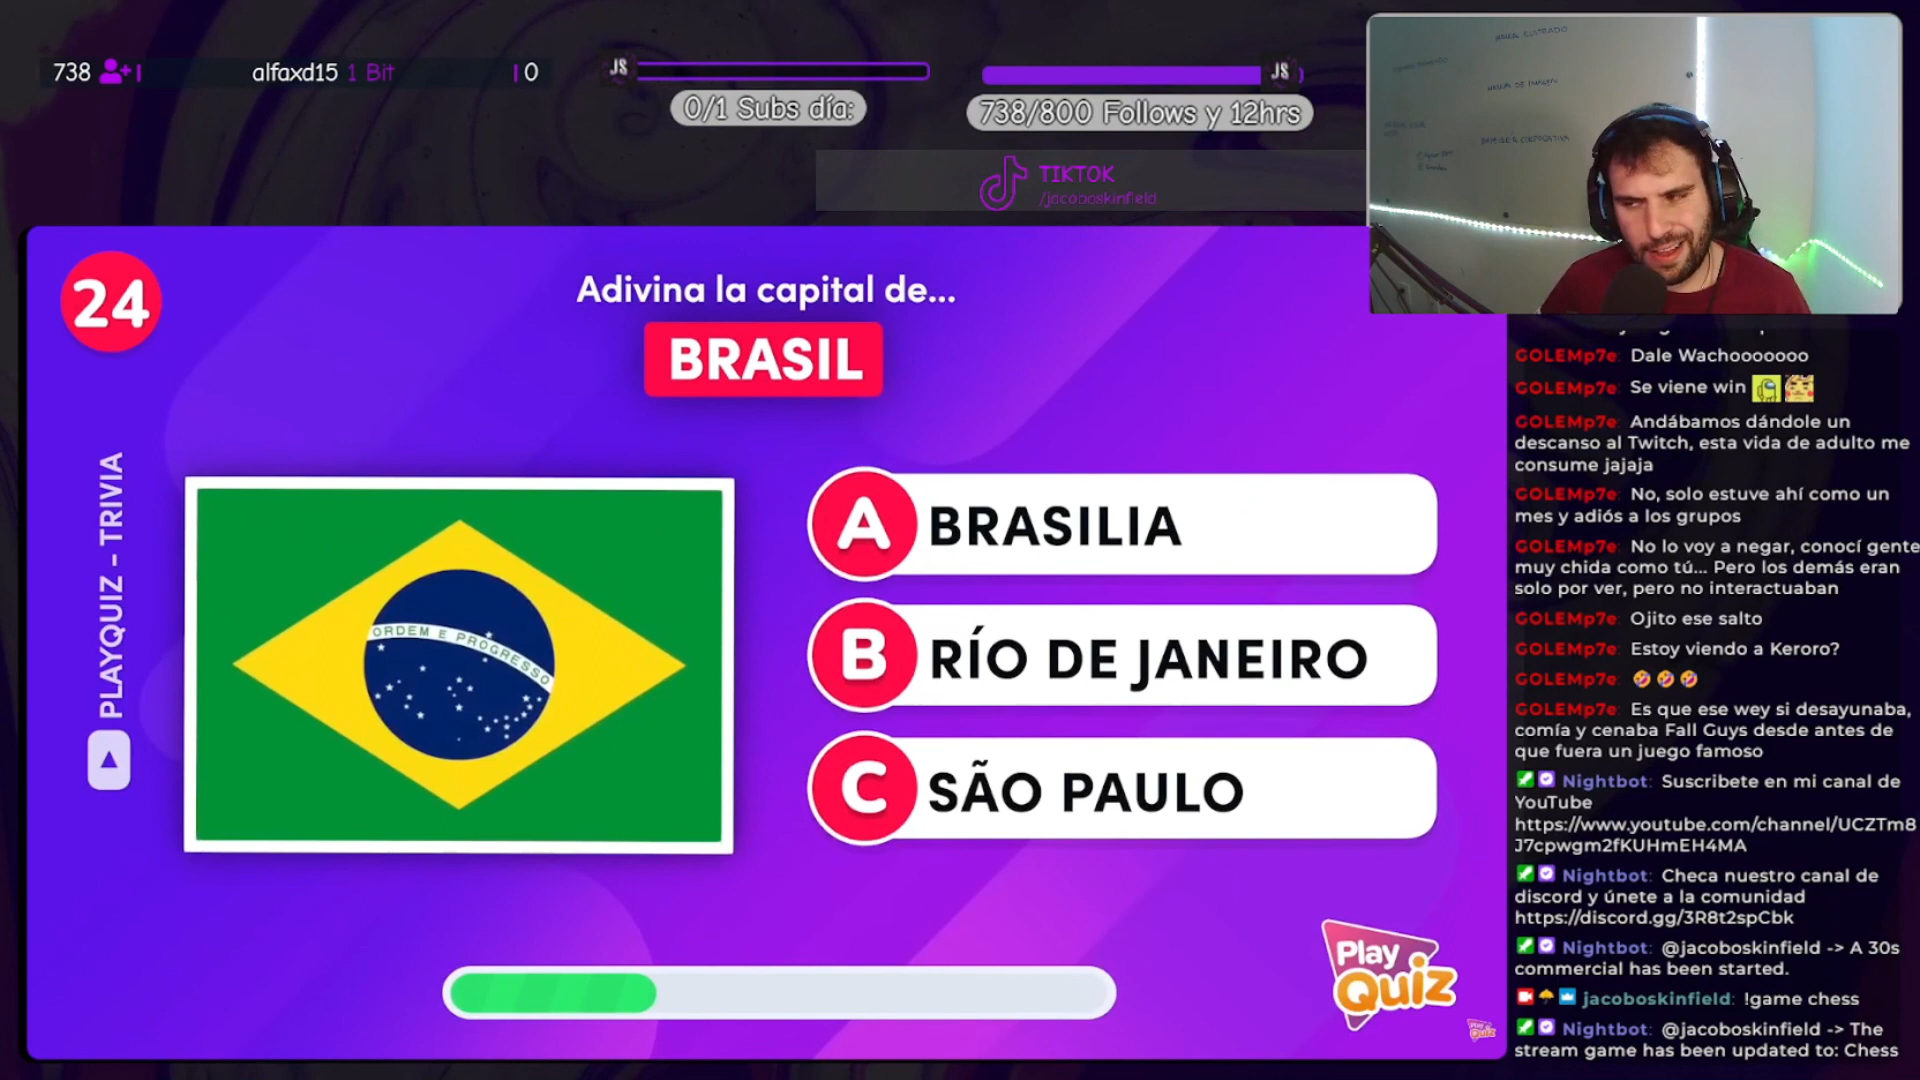 738
alfaxd15 1 Bit
0
JS
0/1 Subs día:
JS
738/800 Follows y 12hrs
TIKTOK
/jacoboskinfield
24
Adivina la capital de...
BRASIL
PLAYQUIZ - TRIVIA
ORDEM E PROGRESSO
A BRASILIA
B RÍO DE JANEIRO
C SÃO PAULO
Play
Quiz
GOLEMp7e: Dale Wachooooooo
GOLEMp7e: Se viene win
GOLEMp7e: Andábamos dándole un
descanso al Twitch, esta vida de adulto me
consume jajaja
GOLEMp7e: No, solo estuve ahí como un
mes y adiós a los grupos
GOLEMp7e: No lo voy a negar, conocí gente
muy chida como tú... Pero los demás eran
solo por ver, pero no interactuaban
GOLEMp7e: Ojito ese salto
GOLEMp7e: Estoy viendo a Keroro?
GOLEMp7e: 🤣🤣🤣
GOLEMp7e: Es que ese wey si desayunaba,
comía y cenaba Fall Guys desde antes de
que fuera un juego famoso
Nightbot: Suscribete en mi canal de
YouTube
https://www.youtube.com/channel/UCZTm8
J7cpwgm2fKUHmEH4MA
Nightbot: Checa nuestro canal de
discord y únete a la comunidad
https://discord.gg/3R8t2spCbk
Nightbot: @jacoboskinfield -> A 30s
commercial has been started.
jacoboskinfield: !game chess
Nightbot: @jacoboskinfield -> The
stream game has been updated to: Chess